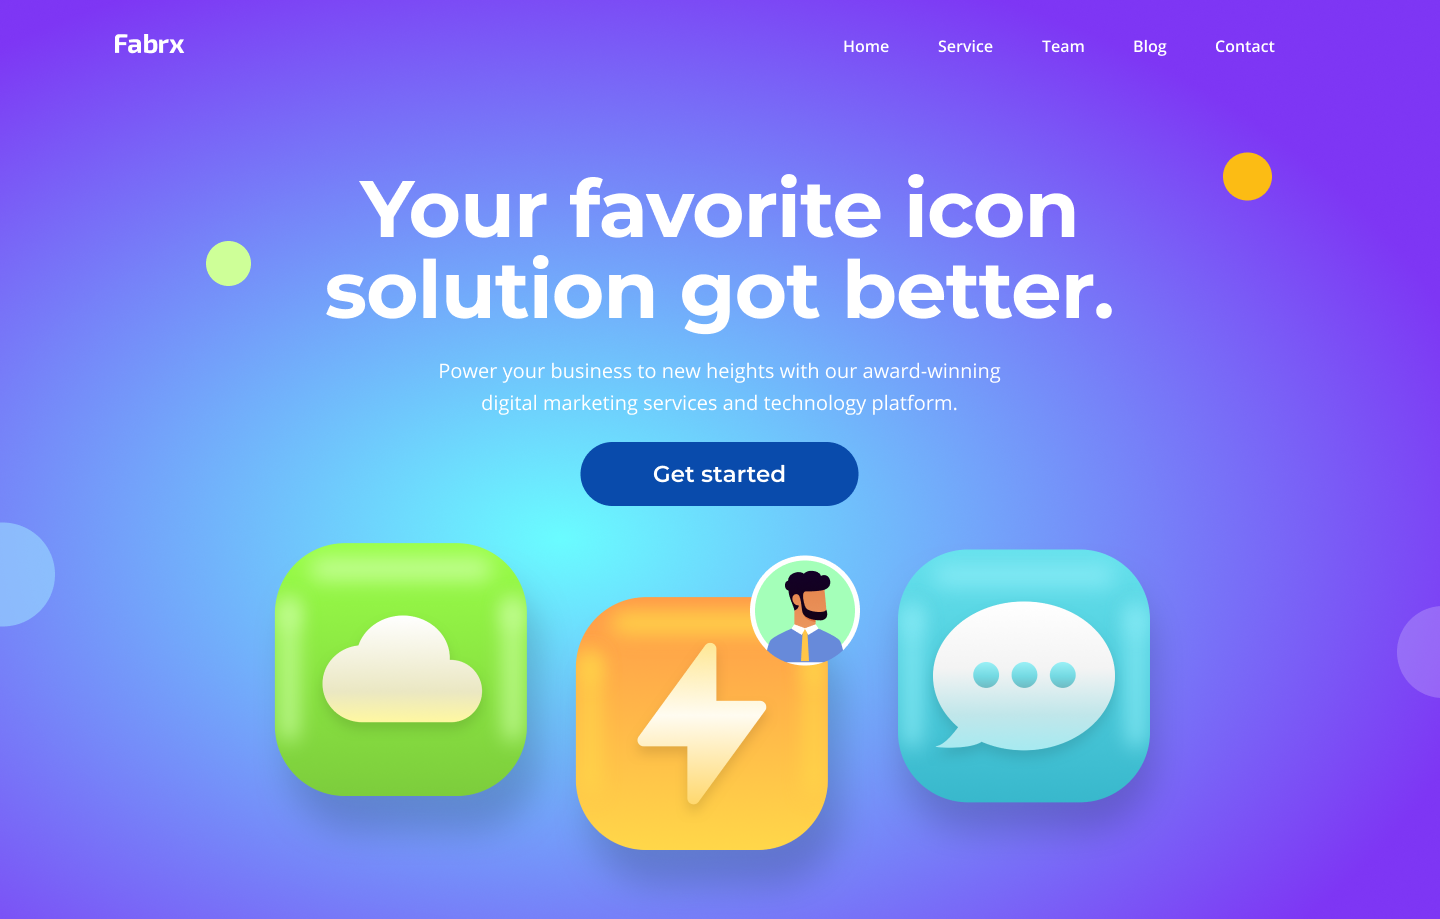 Fabrx
Home Service Team Blog Contact
Your favorite icon
solution got better.
Power your business to new heights with our award-winning
digital marketing services and technology platform.
Get started